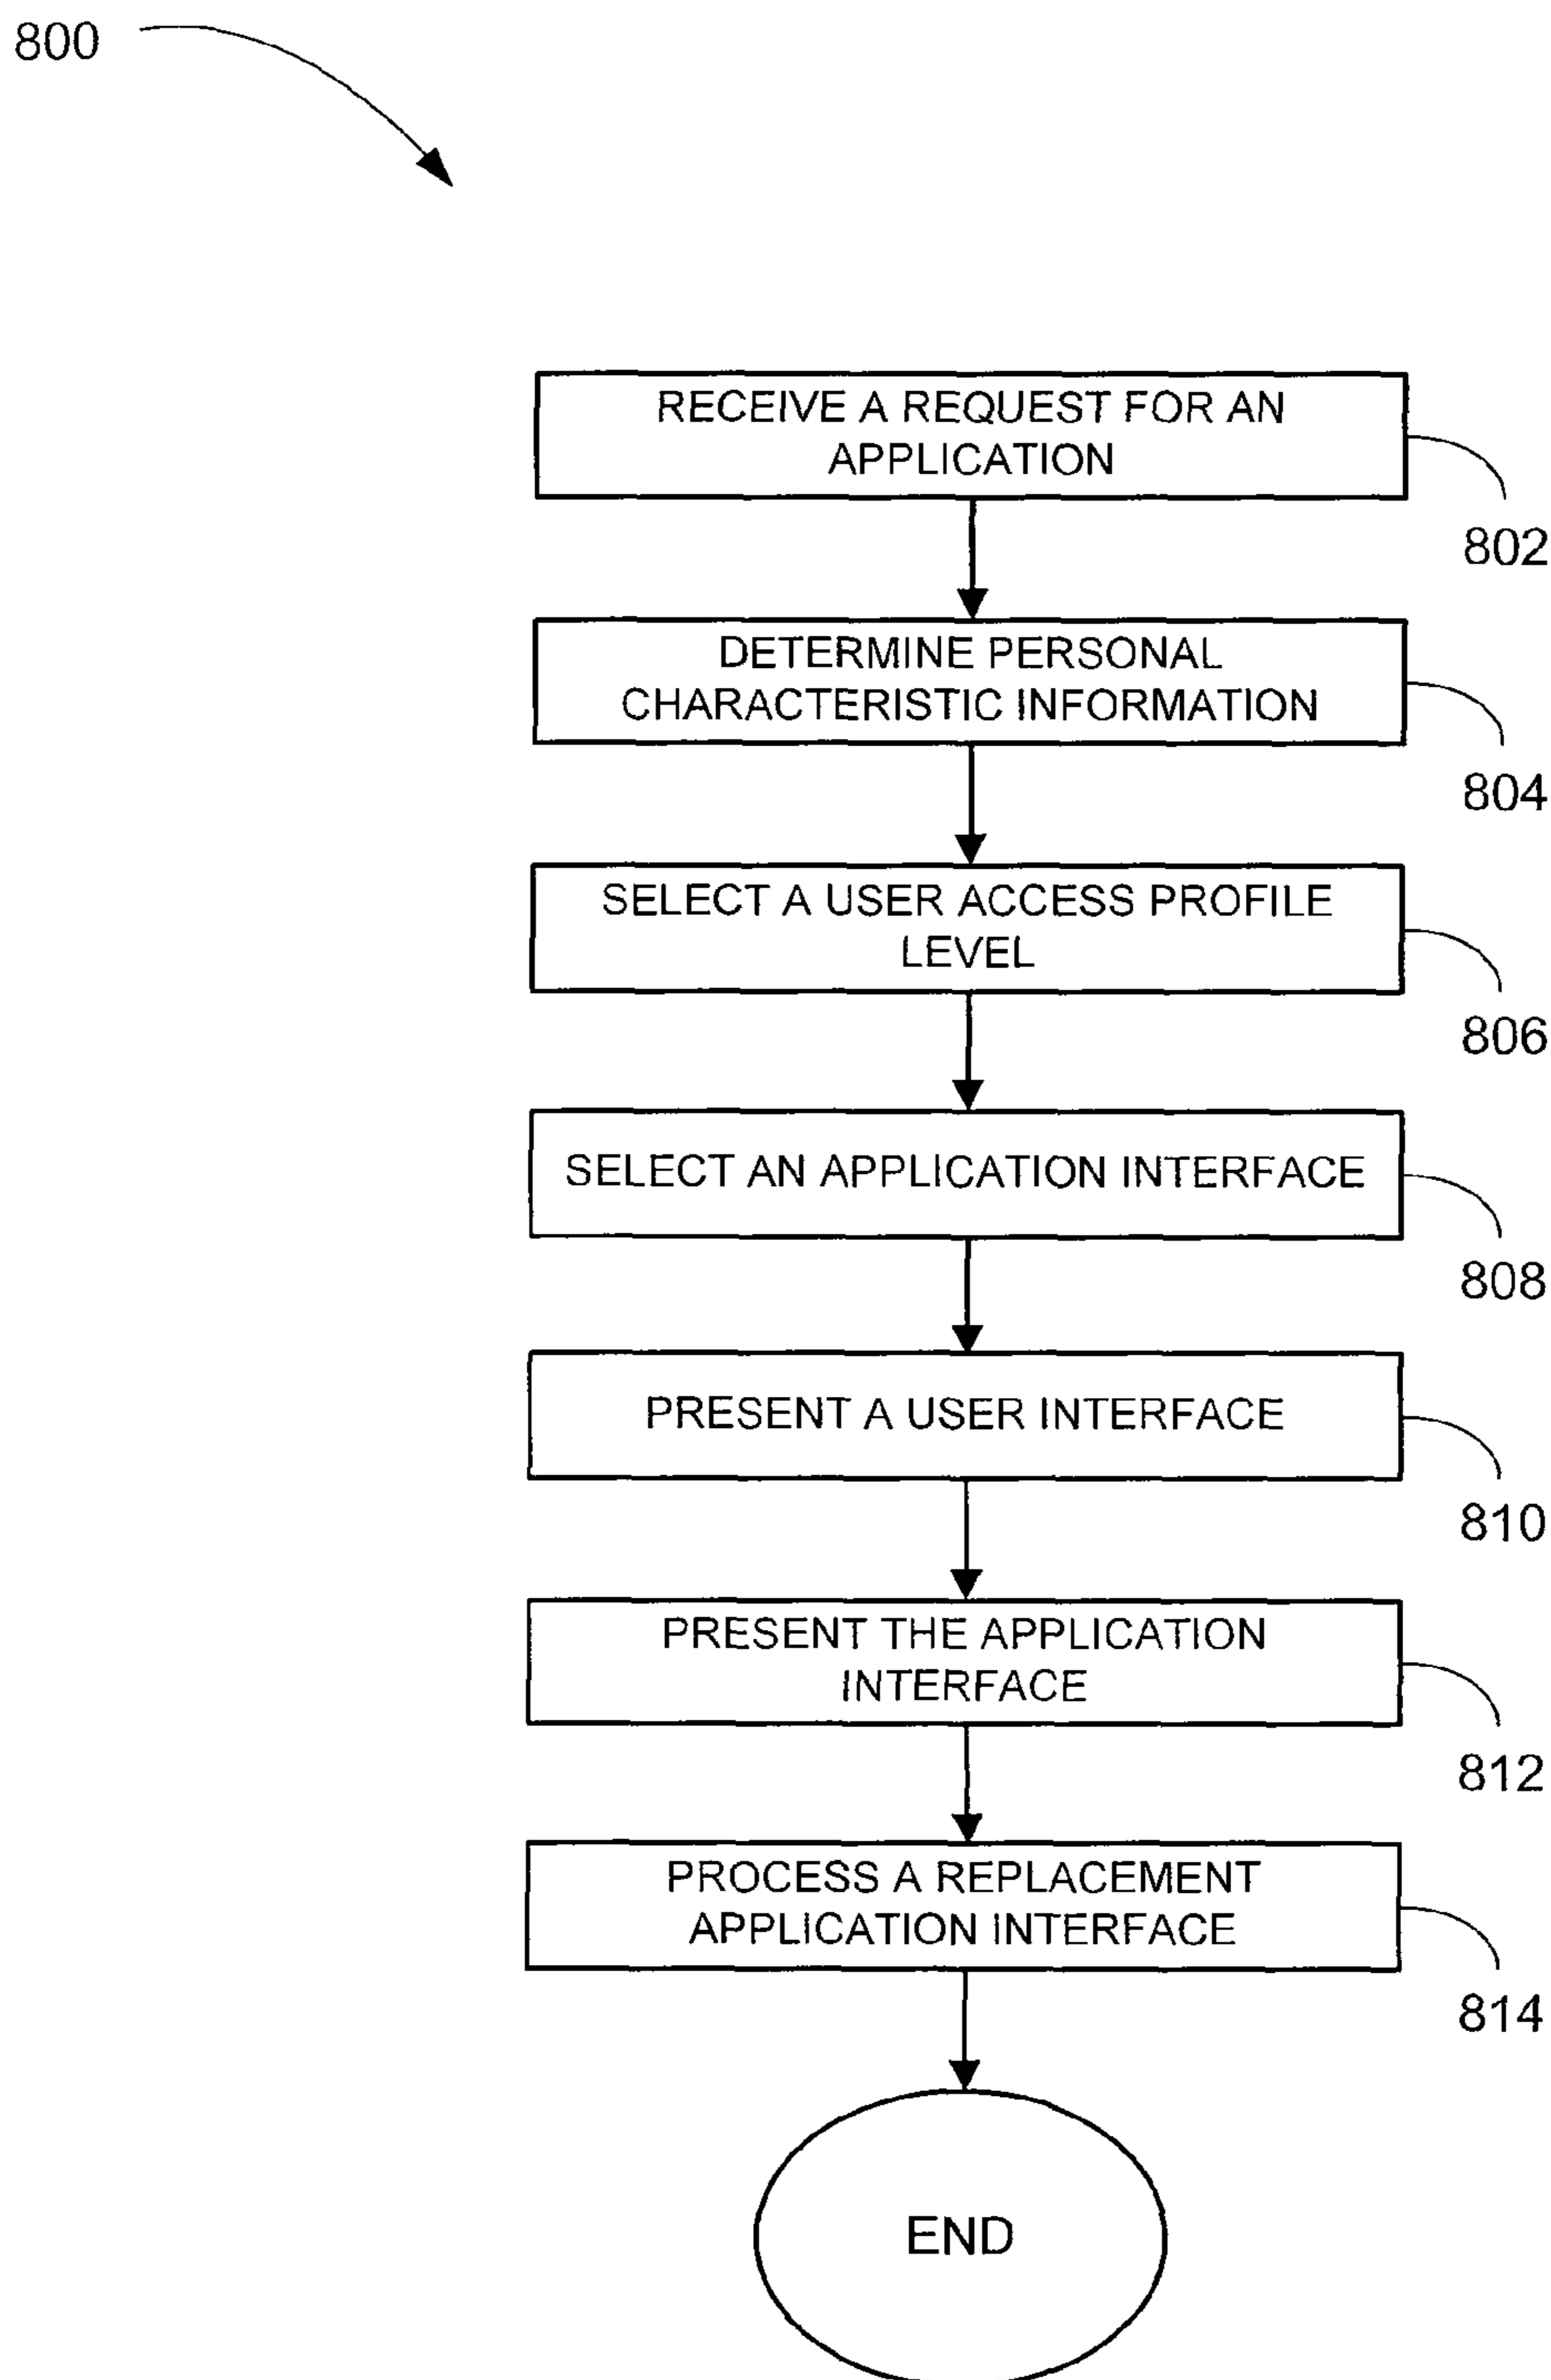 800
RECEIVE A REQUEST FOR AN
APPLICATION
802
DETERMINE PERSONAL
CHARACTERISTIC INFORMATION
804
SELECT A USER ACCESS PROFILE
LEVEL
806
SELECT AN APPLICATION INTERFACE
808
PRESENT A USER INTERFACE
810
PRESENT THE APPLICATION
INTERFACE
812
PROCESS A REPLACEMENT
APPLICATION INTERFACE
814
END